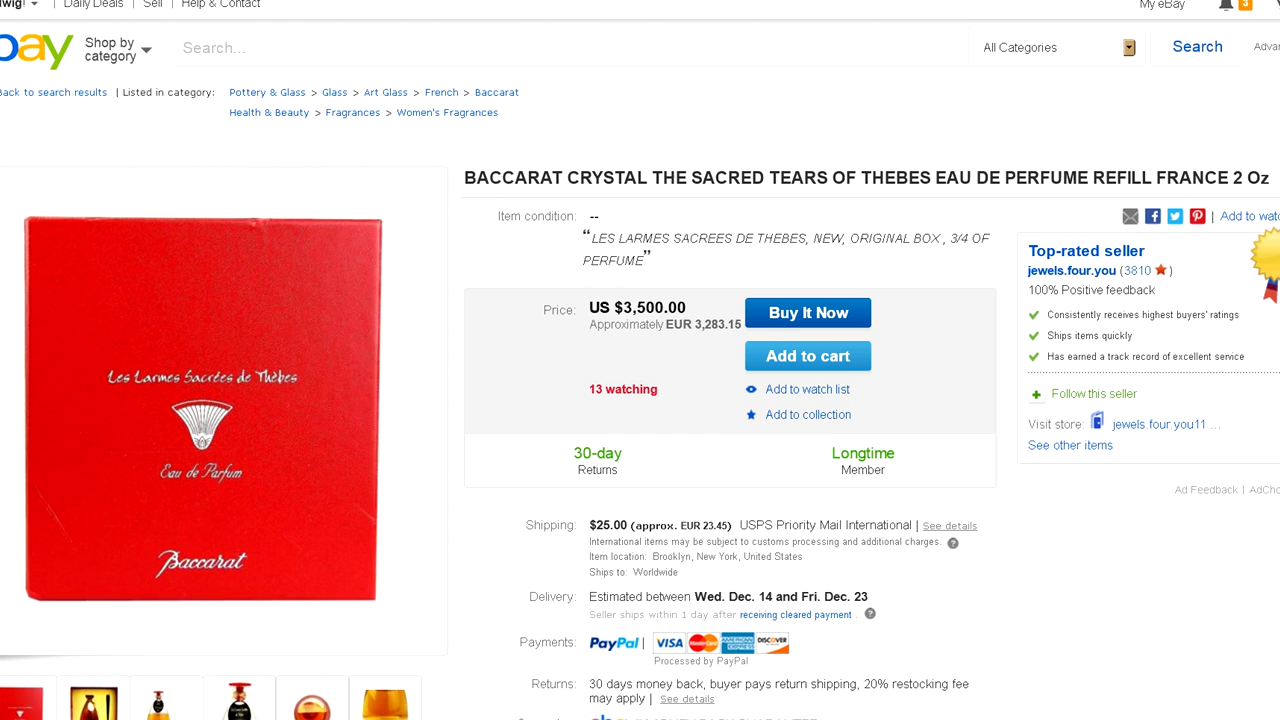 Daily Deals | Sell | Help & Contact
My eBay
3
bay
Shop by
category
Search...
All Categories
Search
Back to search results | Listed in category: Pottery & Glass > Glass > Art Glass > French > Baccarat
Health & Beauty > Fragrances > Women's Fragrances
BACCARAT CRYSTAL THE SACRED TEARS OF THEBES EAU DE PERFUME REFILL FRANCE 2 Oz
Item condition: --
“LES LARMES SACREES DE THEBES, NEW, ORIGINAL BOX , 3/4 OF
PERFUME”
Price: US $3,500.00
Approximately EUR 3,283.15
Buy It Now
Add to cart
13 watching
Add to watch list
Add to collection
30-day
Returns
Longtime
Member
Shipping: $25.00 (approx. EUR 23.45) USPS Priority Mail International | See details
International items may be subject to customs processing and additional charges.
Item location: Brooklyn, New York, United States
Ships to: Worldwide
Delivery: Estimated between Wed. Dec. 14 and Fri. Dec. 23
Seller ships within 1 day after receiving cleared payment .
Payments: PayPal | VISA MasterCard AMERICAN EXPRESS DISCOVER
Processed by PayPal
Returns: 30 days money back, buyer pays return shipping, 20% restocking fee
may apply | See details
| Add to
Top-rated seller
jewels.four.you (3810 )
100% Positive feedback
Consistently receives highest buyers' ratings
Ships items quickly
Has earned a track record of excellent service
Follow this seller
Visit store: jewels.four.you11 ...
See other items
Ad Feedback |
Les Larmes Sacrées de Thèbes
Eau de Parfum
Baccarat